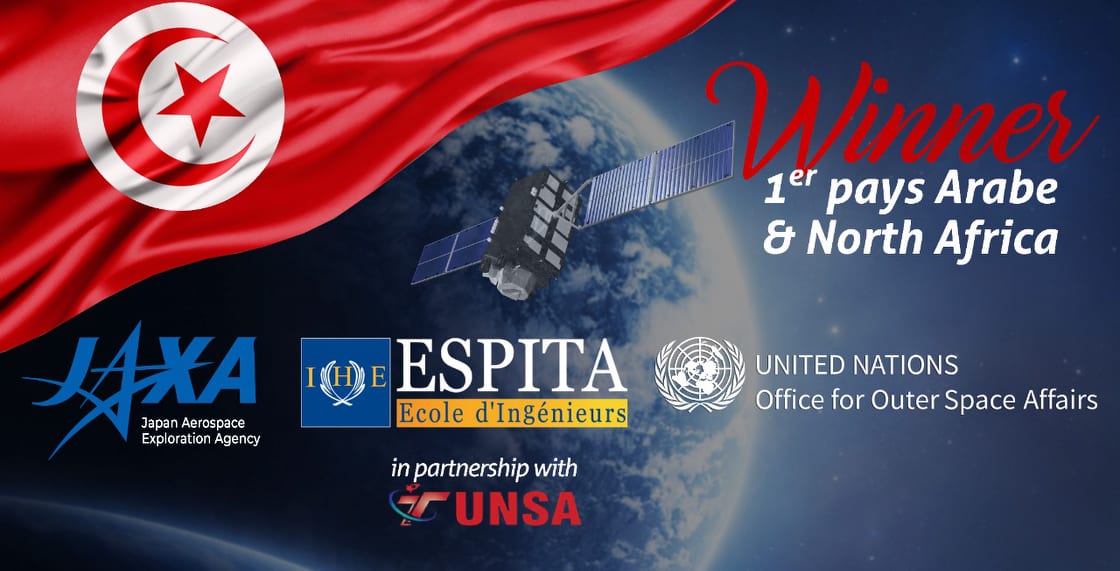 Winner
1er pays Arabe
& North Africa
JAXA
Japan Aerospace
Exploration Agency
IHE
ESPITA
Ecole d'Ingénieurs
UNITED NATIONS
Office for Outer Space Affairs
in partnership with
TUNSA